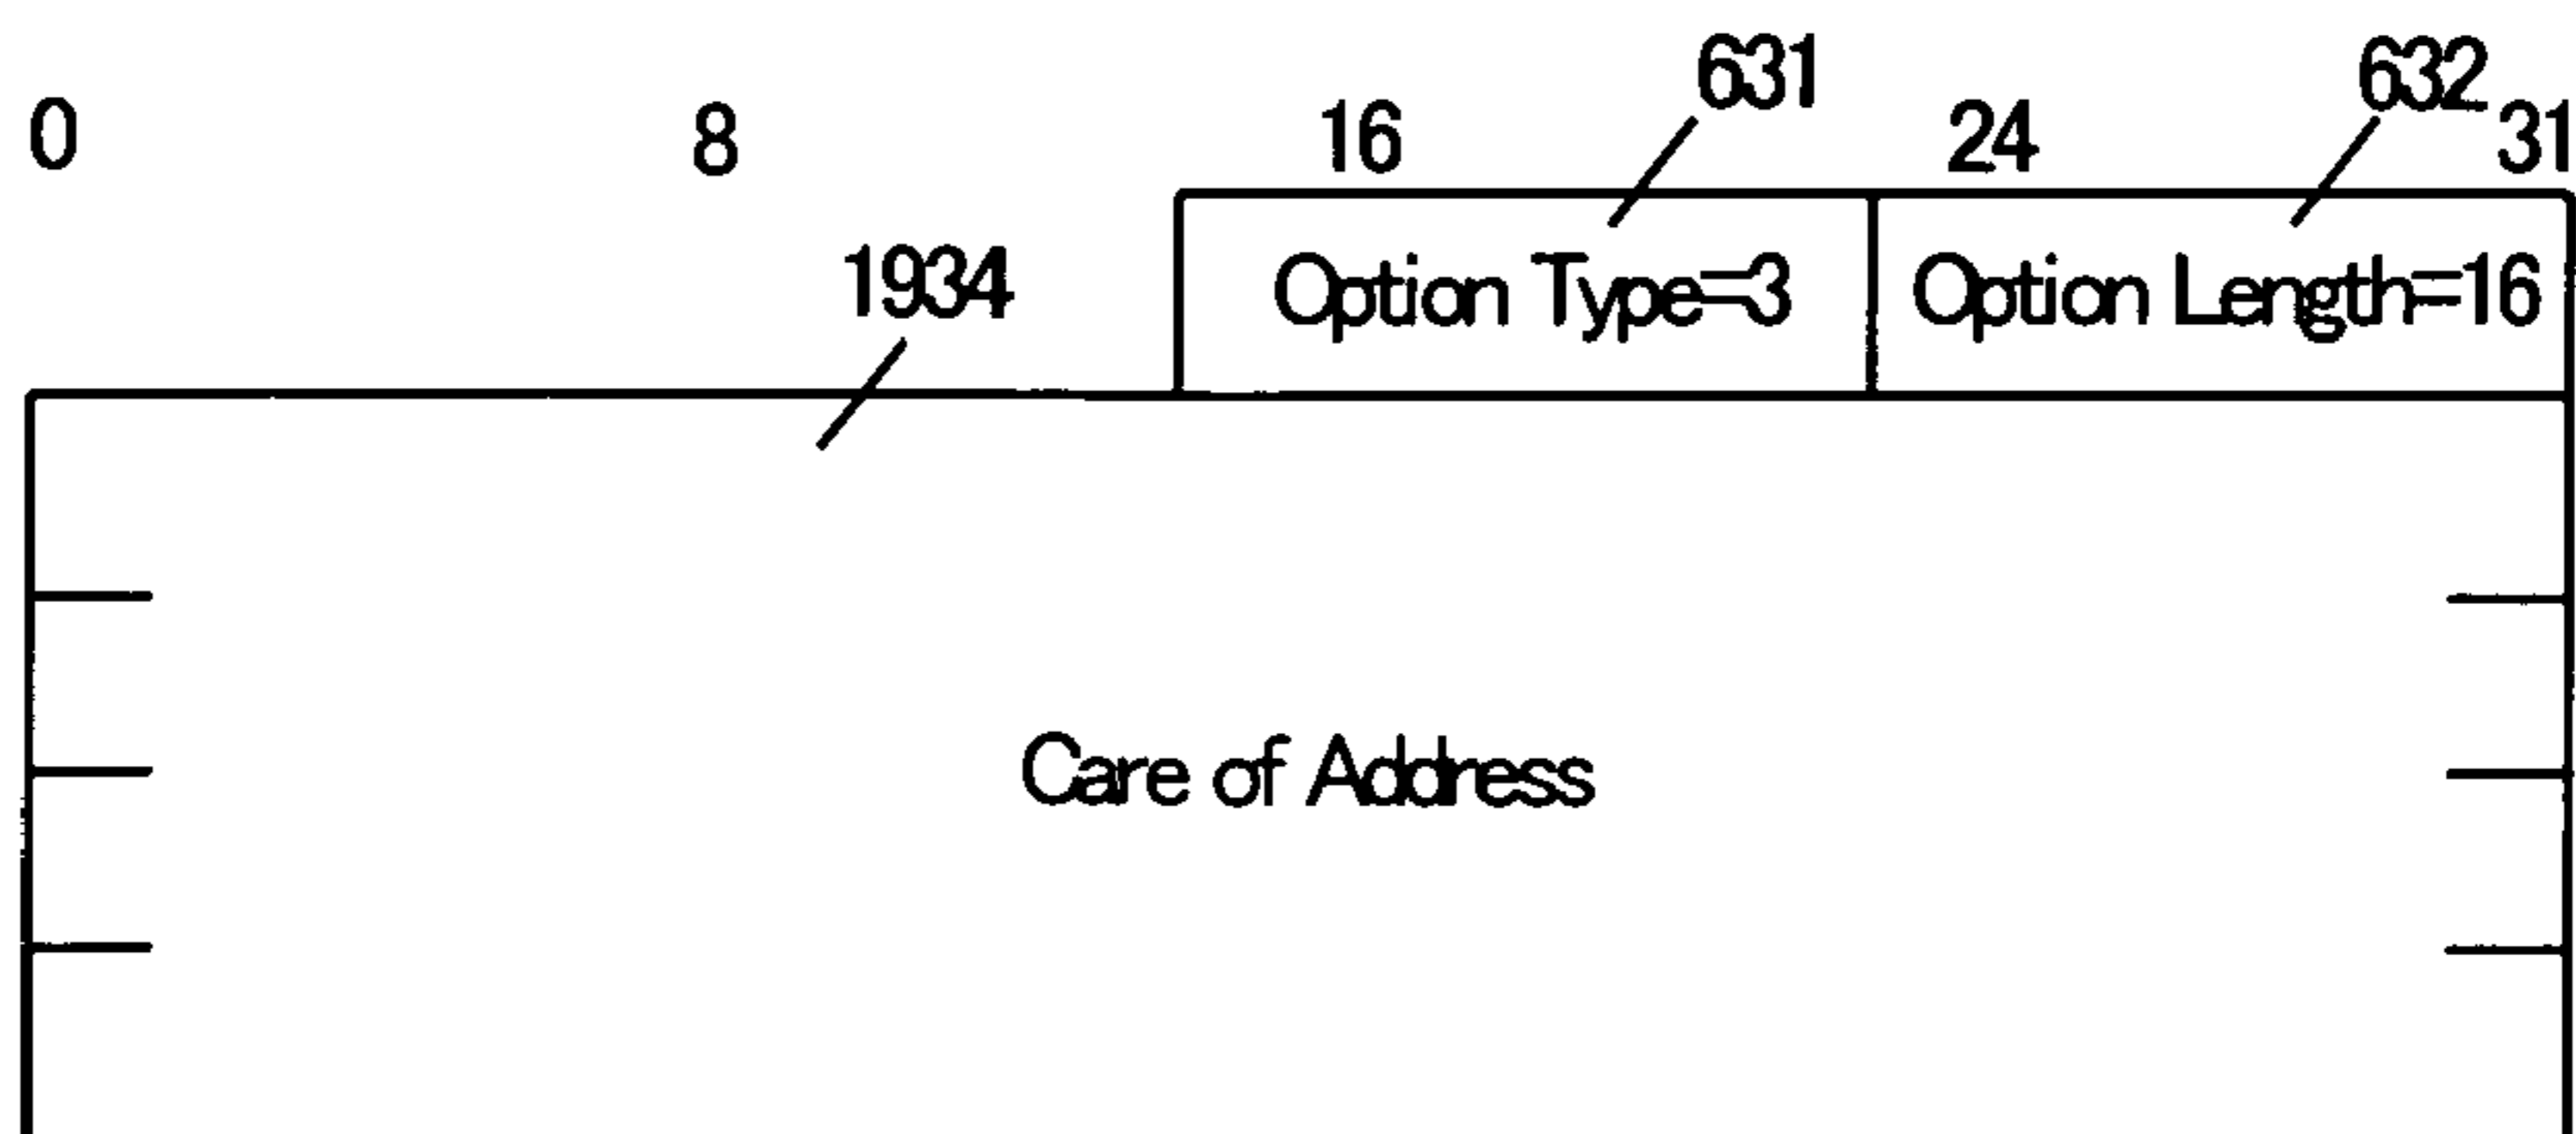 631 632
0 8 16 24 31
1934 Option Type=3 Option Length=16
Care of Address